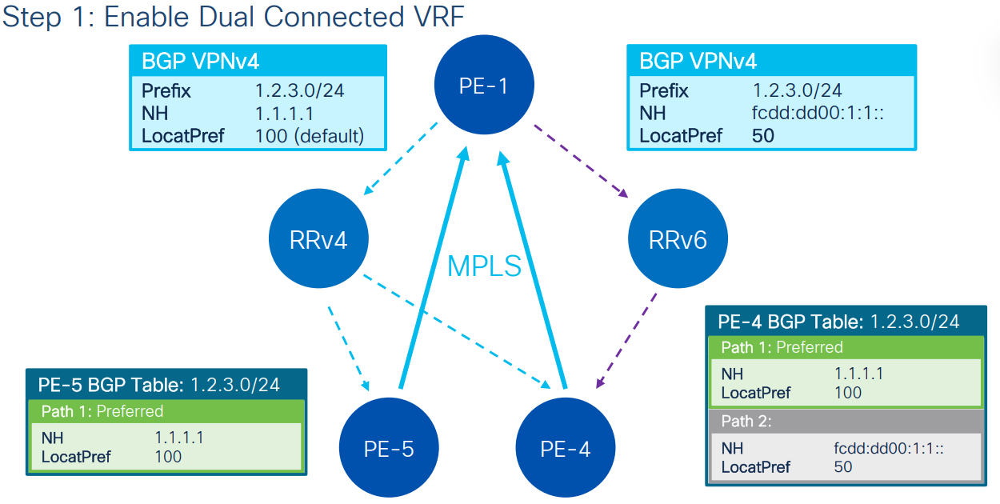 Step 1: Enable Dual Connected VRF
BGP VPNv4
Prefix 1.2.3.0/24
NH 1.1.1.1
LocatPref 100 (default)
PE-1
BGP VPNv4
Prefix 1.2.3.0/24
NH fcdd:dd00:1:1::
LocatPref 50
RRv4
MPLS
RRv6
PE-5 BGP Table: 1.2.3.0/24
Path 1: Preferred
NH 1.1.1.1
LocatPref 100
PE-5
PE-4
PE-4 BGP Table: 1.2.3.0/24
Path 1: Preferred
NH 1.1.1.1
LocatPref 100
Path 2:
NH fcdd:dd00:1:1::
LocatPref 50